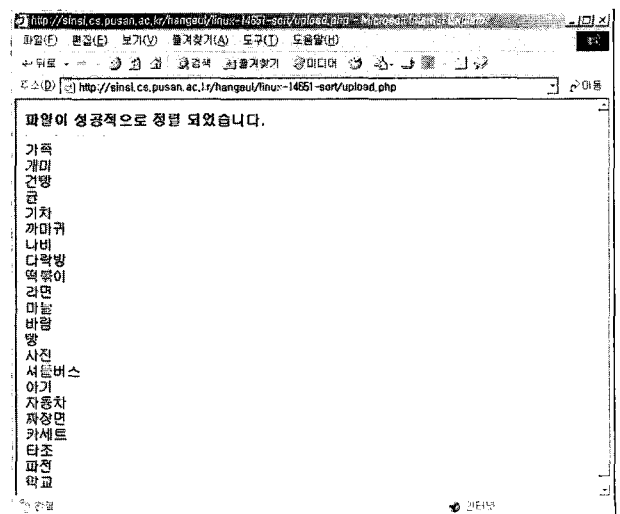 http://sinsl.cs.pusan.ac.kr/hangeul/linux-14651-sort/upload.php - Microsoft Internet Explorer
파일(F) 편집(E) 보기(V) 즐겨찾기(A) 도구(T) 도움말(H)
뒤로 검색 즐겨찾기 미디어
주소(D) http://sinsl.cs.pusan.ac.kr/hangeul/linux-14651-sort/upload.php 이동
파일이 성공적으로 정렬 되었습니다.
가족
개미
건빵
귤
기차
까마귀
나비
다락방
떡볶이
라면
마늘
바람
빵
사진
셔틀버스
아기
자동차
짜장면
카세트
타조
파전
학교
인터넷